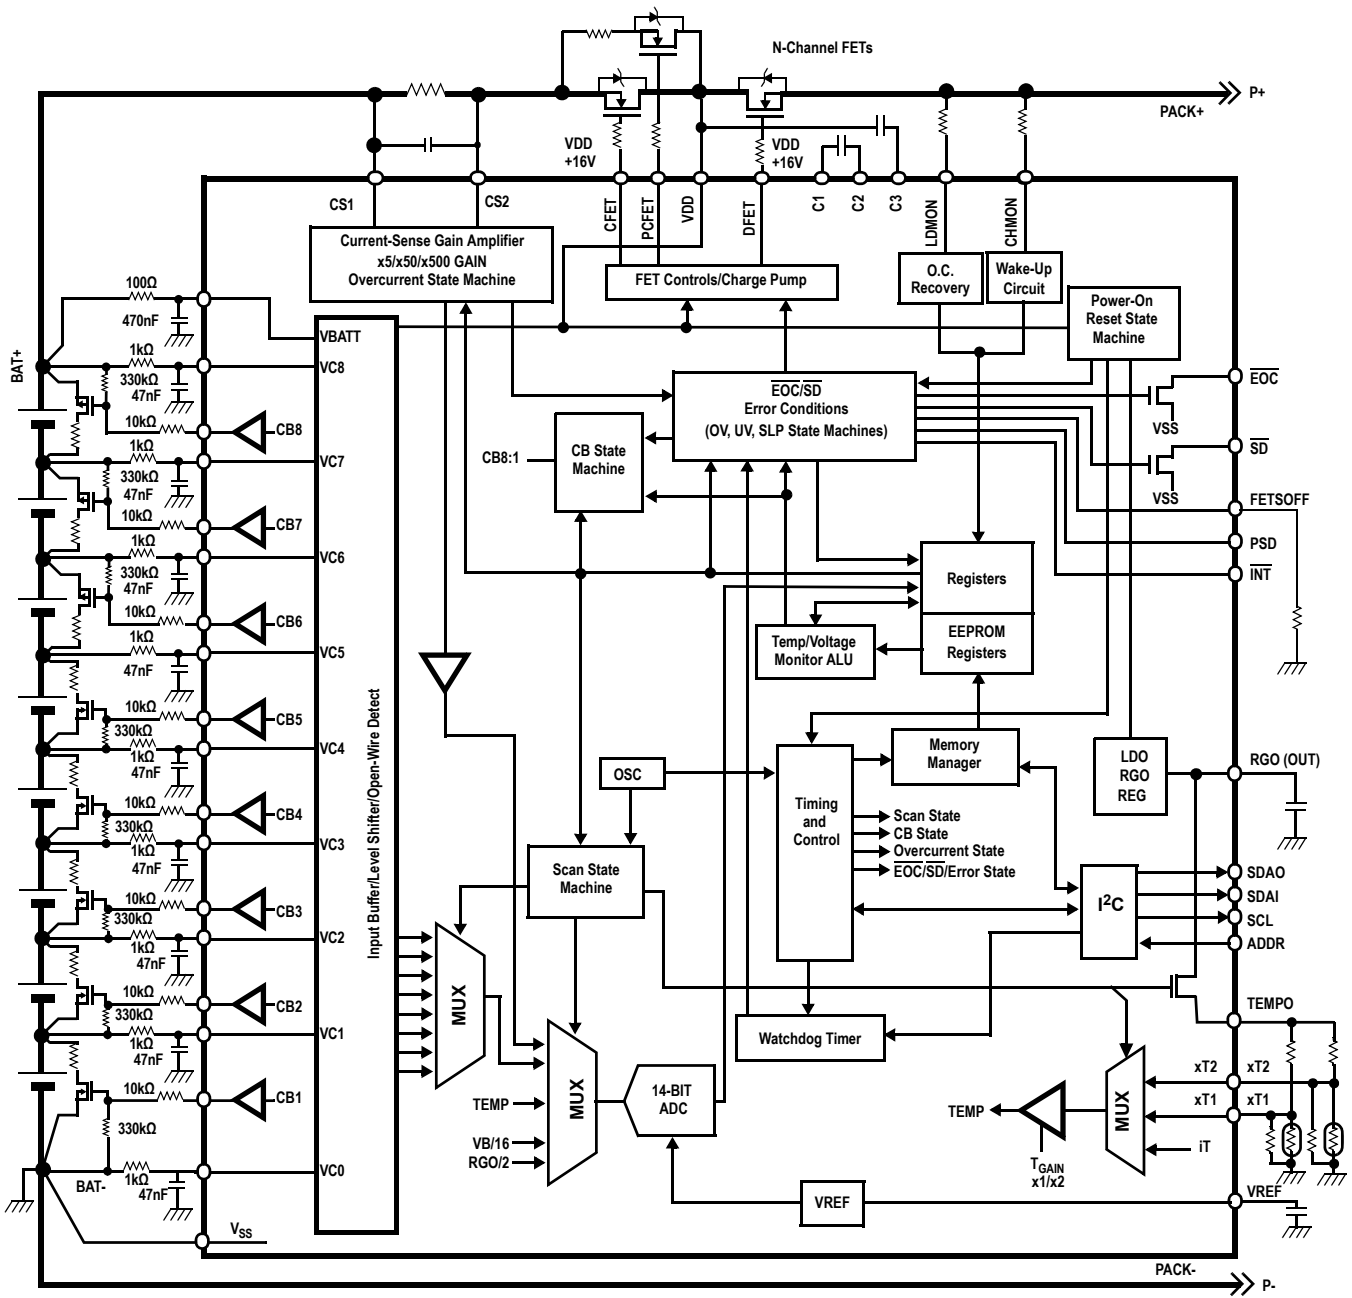 N-Channel FETs
P+
PACK+
VDD
+16V
VDD
+16V
CS1
CS2
CFET
PCFET
VDD
DFET
C1
C2
C3
LDMON
CHMON
Current-Sense Gain Amplifier
x5/x50/x500 GAIN
Overcurrent State Machine
FET Controls/Charge Pump
O.C.
Recovery
Wake-Up
Circuit
Power-On
Reset State
Machine
100Ω
470nF
VBATT
BAT+
1kΩ
VC8
330kΩ
47nF
10kΩ
CB8
1kΩ
VC7
330kΩ
47nF
10kΩ
CB7
1kΩ
VC6
330kΩ
47nF
10kΩ
CB6
1kΩ
VC5
47nF
10kΩ
CB5
330kΩ
VC4
1kΩ
47nF
10kΩ
CB4
330kΩ
VC3
1kΩ
47nF
10kΩ
CB3
330kΩ
VC2
1kΩ
47nF
10kΩ
CB2
330kΩ
VC1
1kΩ
47nF
10kΩ
CB1
330kΩ
VC0
BAT-
1kΩ
47nF
VSS
Input Buffer/Level Shifter/Open-Wire Detect
EOC/SD
Error Conditions
(OV, UV, SLP State Machines)
CB State
Machine
CB8:1
EOC
VSS
SD
VSS
FETSOFF
PSD
INT
Registers
EEPROM
Registers
Temp/Voltage
Monitor ALU
Memory
Manager
LDO
RGO
REG
RGO (OUT)
OSC
Timing
and
Control
Scan State
CB State
Overcurrent State
EOC/SD/Error State
Scan State
Machine
I2C
SDAO
SDAI
SCL
ADDR
MUX
TEMPO
Watchdog Timer
MUX
TEMP
VB/16
RGO/2
14-BIT
ADC
TEMP
TGAIN
x1/x2
MUX
xT2
xT2
xT1
xT1
iT
VREF
VREF
PACK-
P-